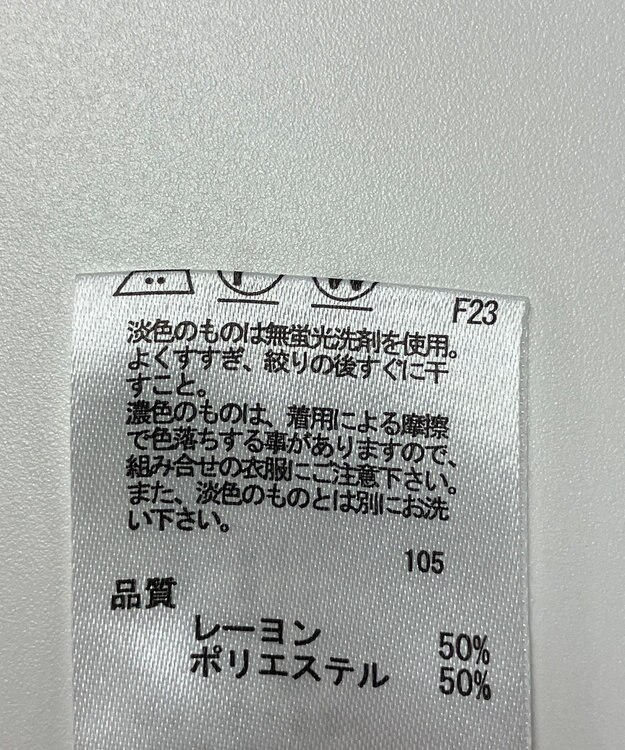 F23
淡色のものは無蛍光洗剤を使用。
よくすすぎ、絞りの後すぐに干
すこと。
濃色のものは、着用による摩擦
で色落ちする事がありますので、
組み合せの衣服にご注意下さい。
また、淡色のものとは別にお洗
い下さい。
105
品質
レーヨン 50%
ポリエステル 50%